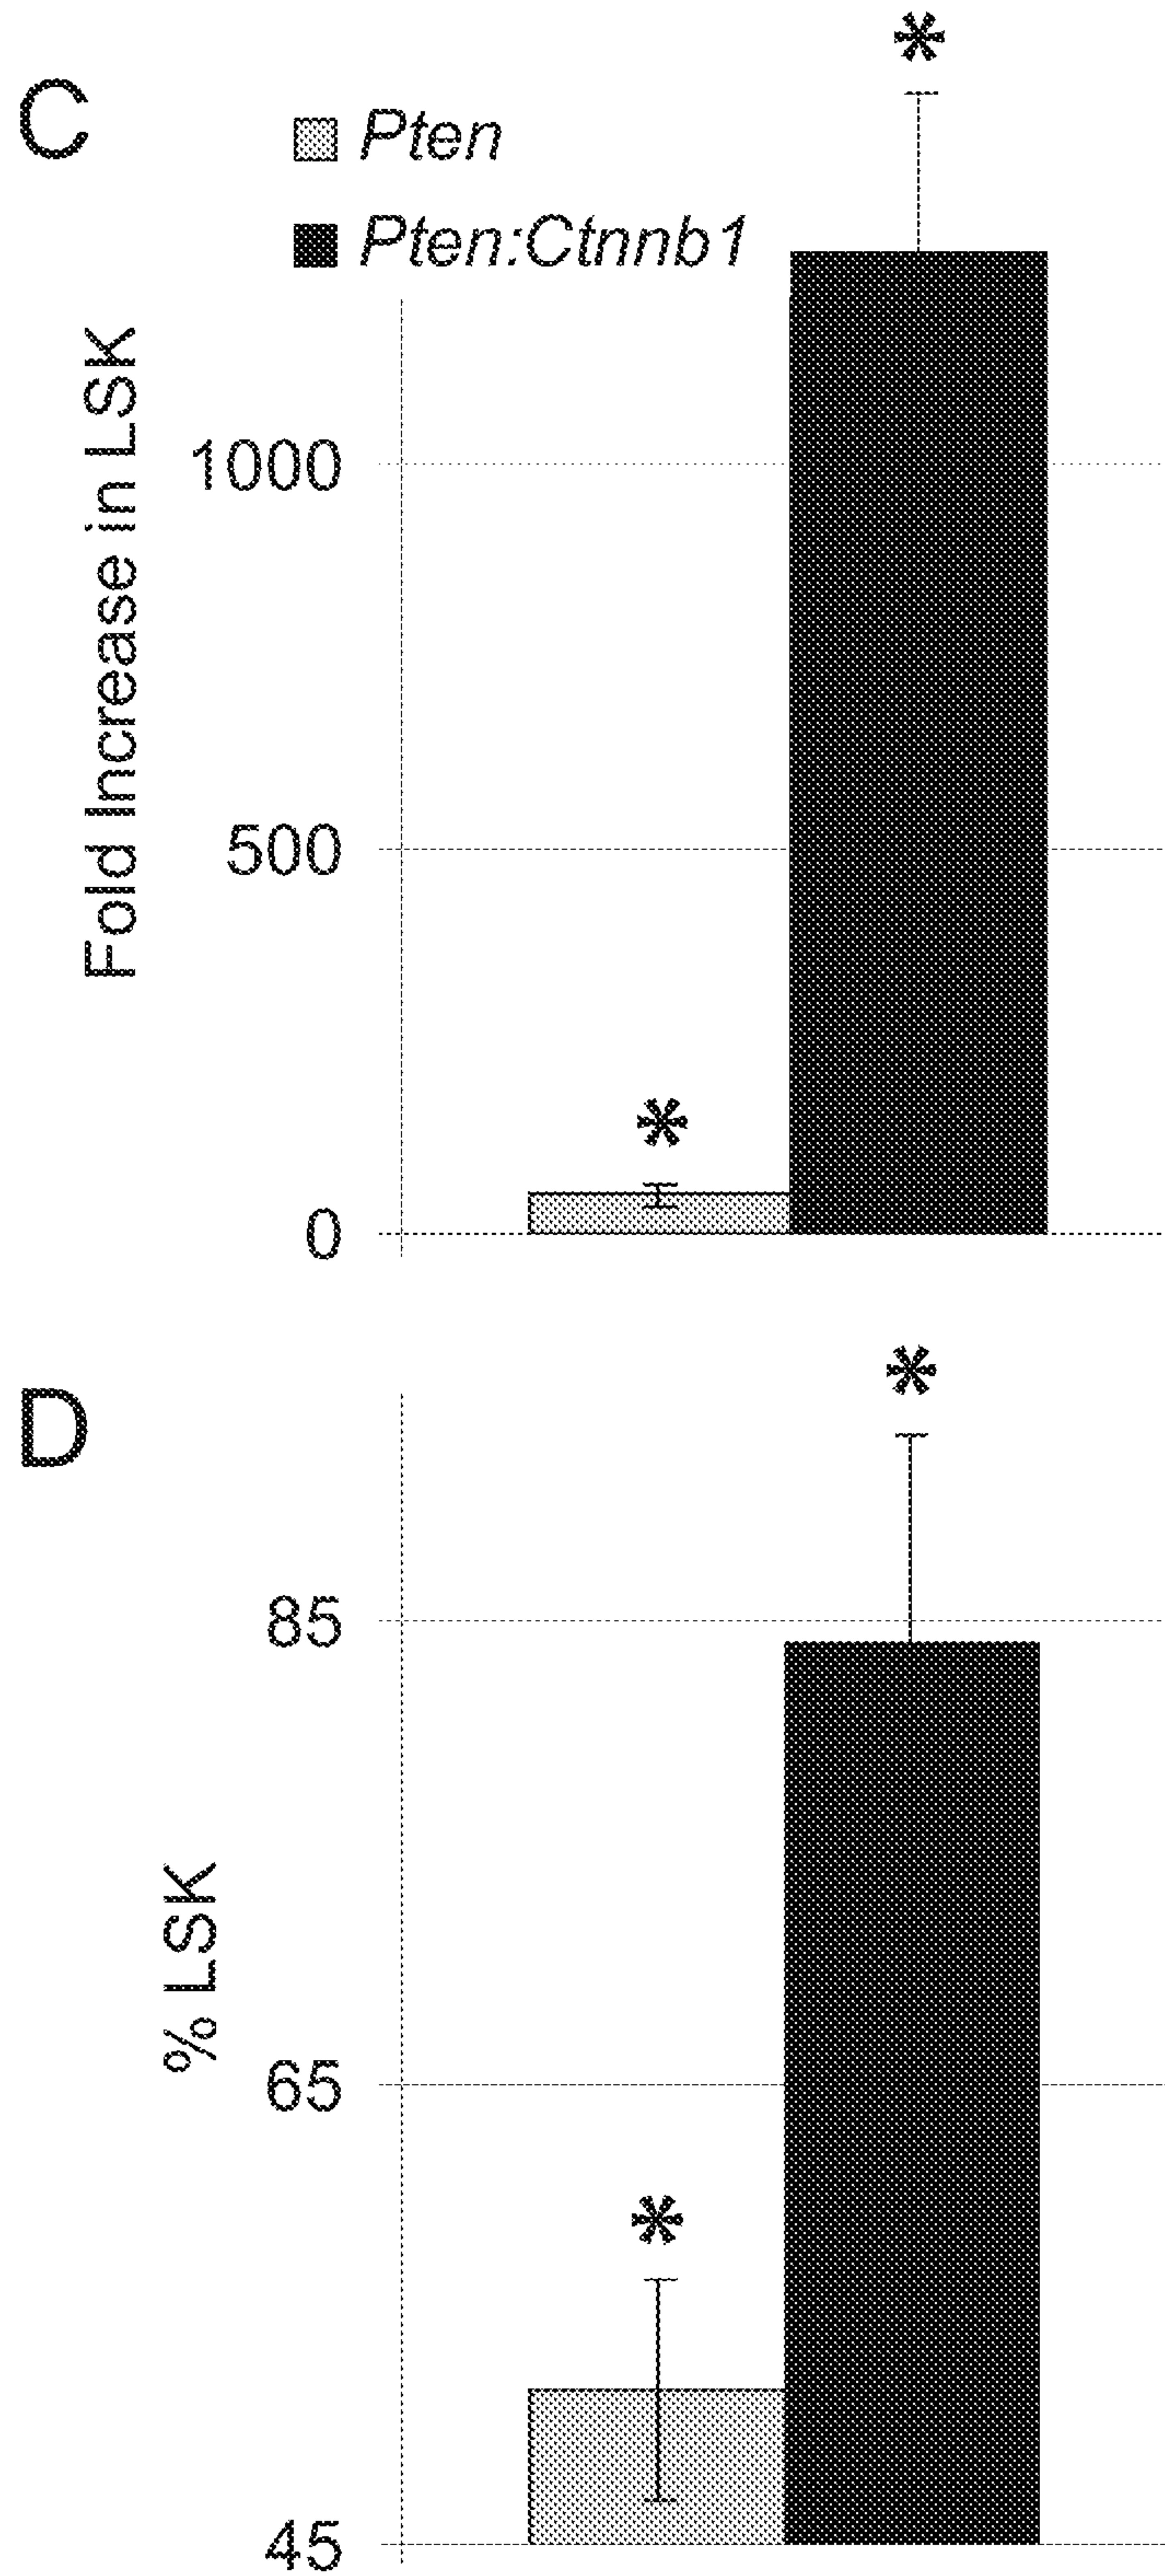 C
Pten
Pten:Ctnnb1
Fold Increase in LSK
1000
500
0
*
*
D
% LSK
85
65
45
*
*